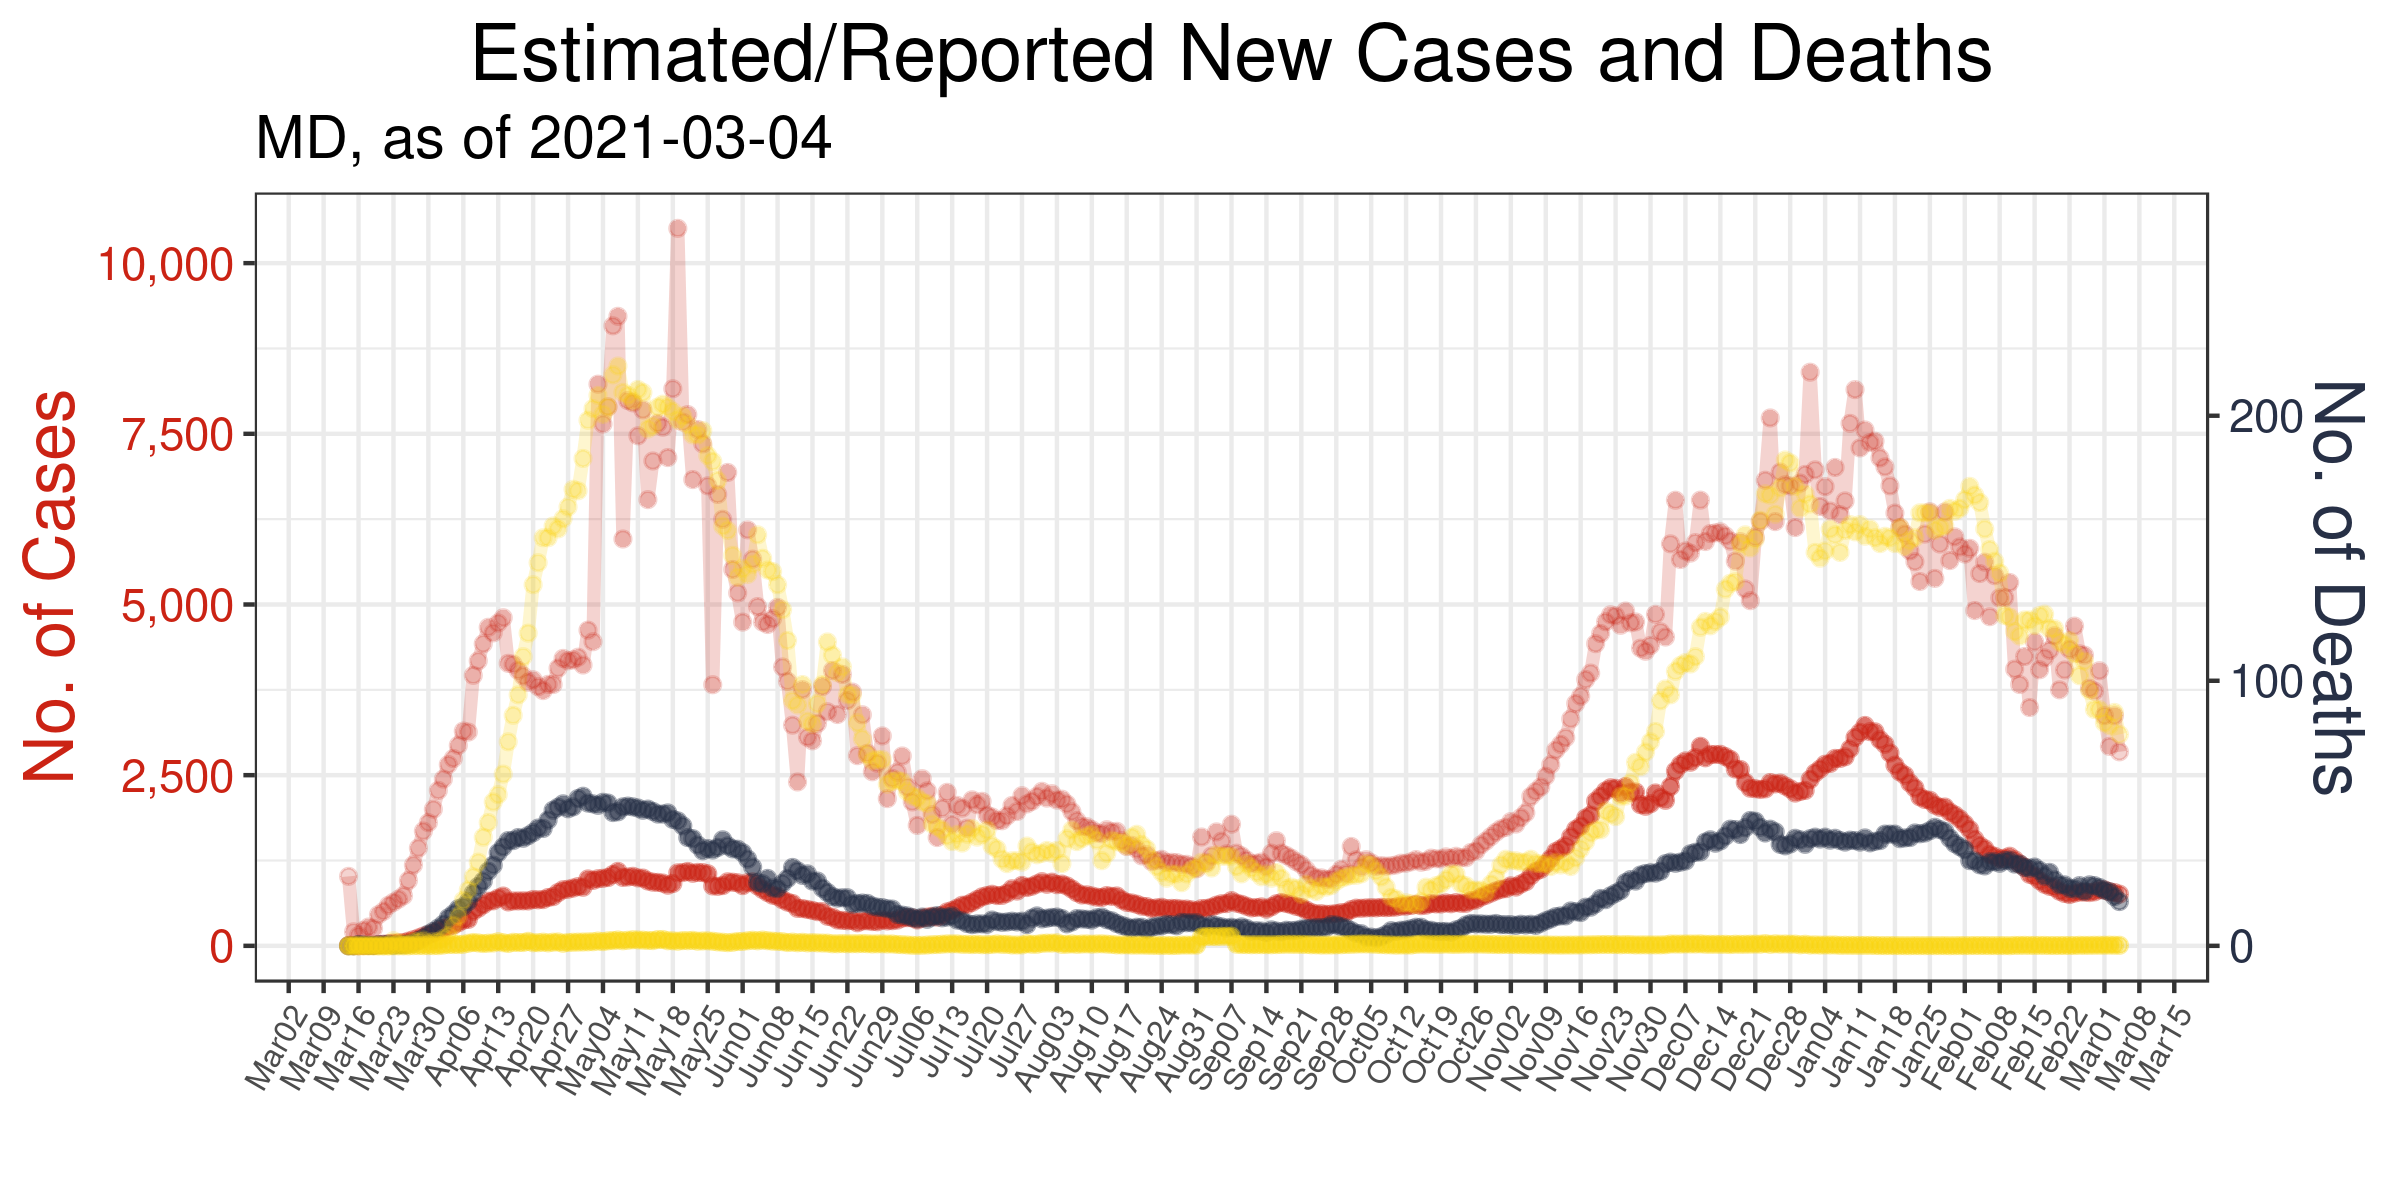 Estimated/Reported New Cases and Deaths
MD, as of 2021-03-04
No. of Cases
10,000
7,500
5,000
2,500
0
200
100
0
No. of Deaths
Mar02 Mar09 Mar16 Mar23 Mar30 Apr06 Apr13 Apr20 Apr27 May04 May11 May18 May25 Jun01 Jun08 Jun15 Jun22 Jun29 Jul06 Jul13 Jul20 Jul27 Aug03 Aug10 Aug17 Aug24 Aug31 Sep07 Sep14 Sep21 Sep28 Oct05 Oct12 Oct19 Oct26 Nov02 Nov09 Nov16 Nov23 Nov30 Dec07 Dec14 Dec21 Dec28 Jan04 Jan11 Jan18 Jan25 Feb01 Feb08 Feb15 Feb22 Mar01 Mar08 Mar15